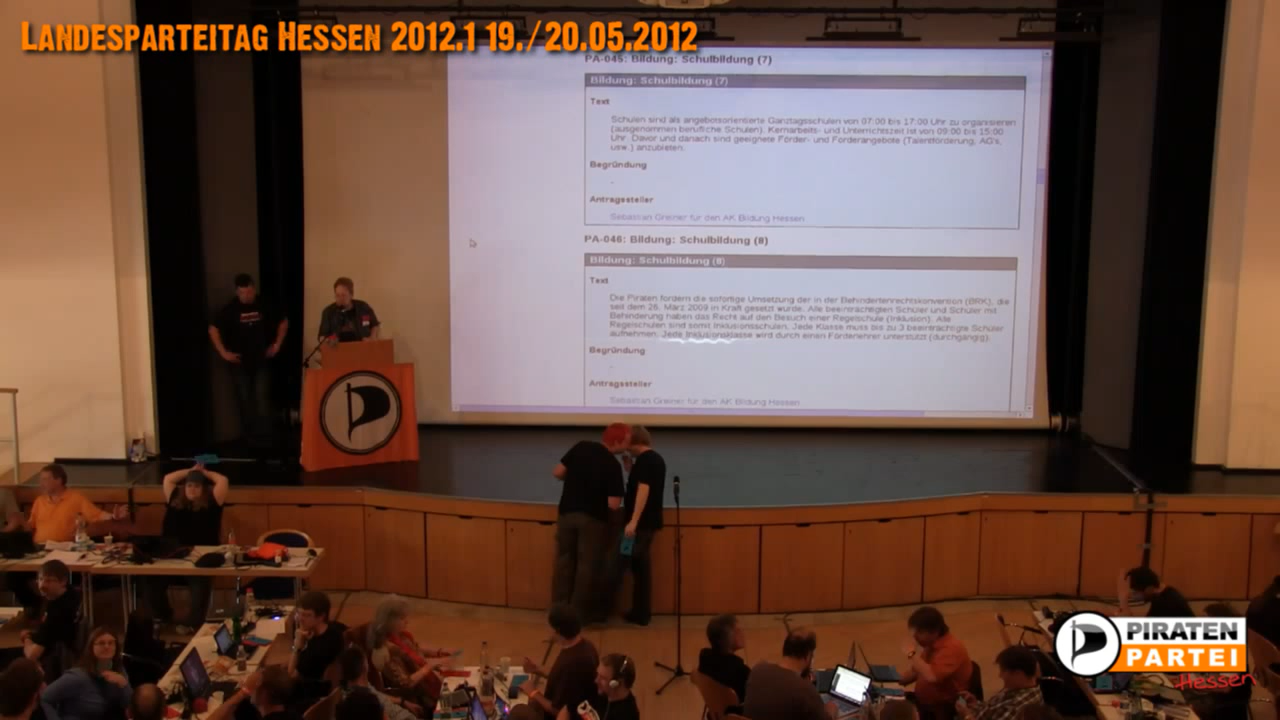 LANDESPARTEITAG HESSEN 2012.1 19./20.05.2012
PA-045: Bildung: Schulbildung (7)
Bildung: Schulbildung (7)
Text
Schulen sind als angebotsorientierte Ganztagsschulen von 07:00 bis 17:00 Uhr zu organisieren
(ausgenommen berufliche Schulen). Kernarbeits- und Unterrichtszeit ist von 09:00 bis 15:00
Uhr. Davor und danach sind geeignete Förder- und Forderangebote (Talentförderung, AG's,
usw.) anzubieten.
Begründung
-
Antragssteller
Sebastian Greiner für den AK Bildung Hessen
PA-046: Bildung: Schulbildung (8)
Bildung: Schulbildung (8)
Text
Die Piraten fordern die sofortige Umsetzung der in der Behindertenrechtskonvention (BRK), die
seit dem 26. März 2009 in Kraft gesetzt wurde. Alle beeinträchtigten Schüler und Schüler mit
Behinderung haben das Recht auf den Besuch einer Regelschule (Inklusion). Alle
Regelschulen sind somit Inklusionsschulen. Jede Klasse muss bis zu 3 beeinträchtigte Schüler
aufnehmen. Jede Inklusionsklasse wird durch einen Förderlehrer unterstützt (durchgängig).
Begründung
-
Antragssteller
Sebastian Greiner für den AK Bildung Hessen
PIRATEN
PARTEI
Hessen